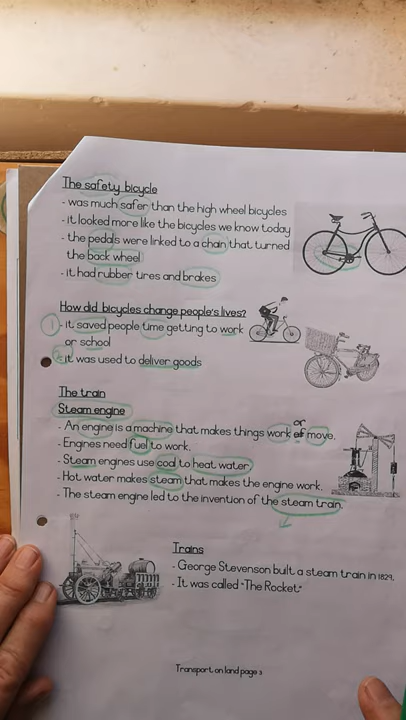 The safety bicycle
- was much safer than the high wheel bicycles
- it looked more like the bicycles we know today
- the pedals were linked to a chain that turned
the back wheel
- it had rubber tires and brakes
How did bicycles change people's lives?
1 - it saved people time getting to work
or school
2 - it was used to deliver goods
The train
Steam engine
or
- An engine is a machine that makes things work of move.
- Engines need fuel to work.
- Steam engines use coal to heat water.
- Hot water makes steam that makes the engine work.
- The steam engine led to the invention of the steam train.
Trains
- George Stevenson built a steam train in 1829.
- It was called "The Rocket."
Transport on land page 3